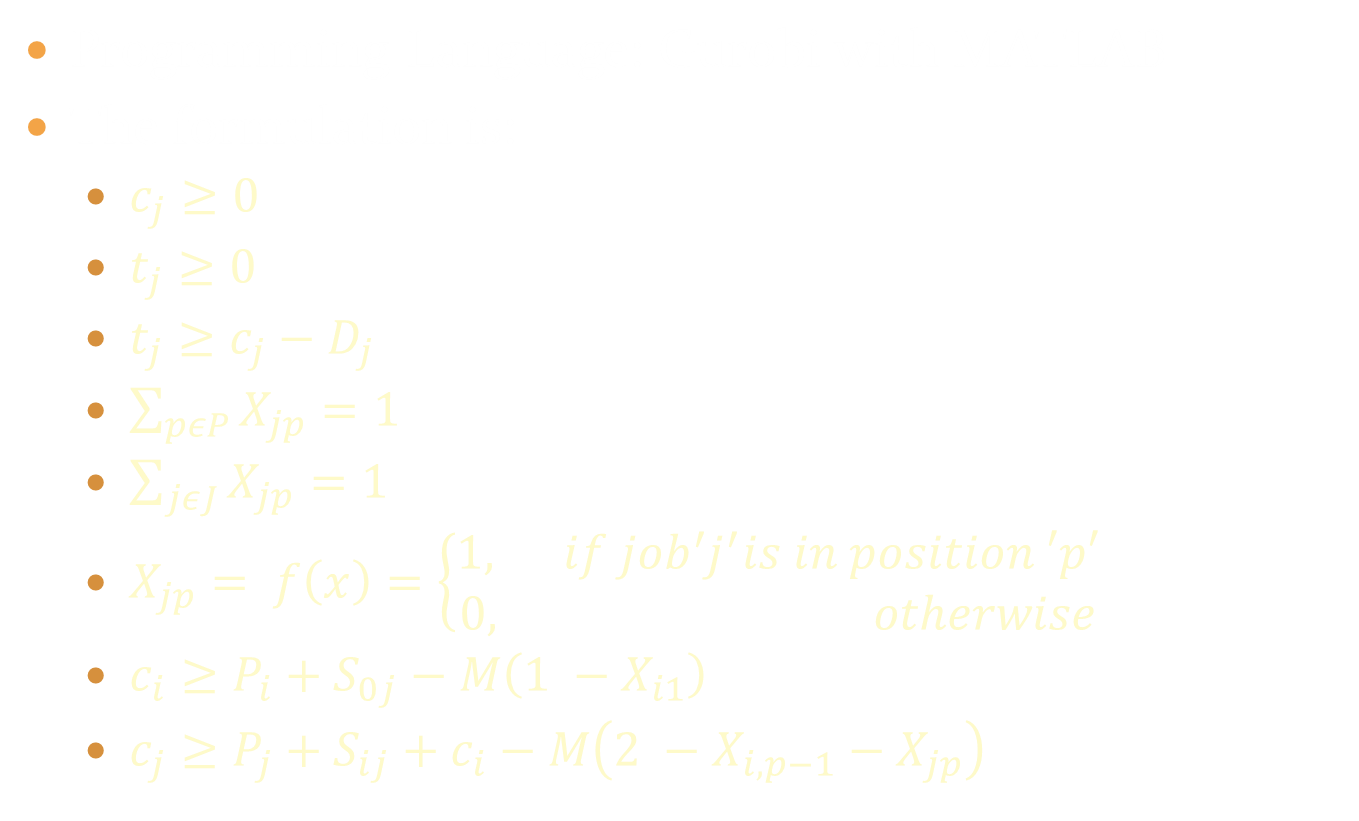 • 
• 
• c_j ≥ 0
• t_j ≥ 0
• t_j ≥ c_j − D_j
• ∑_{pϵP} X_{jp} = 1
• ∑_{jϵJ} X_{jp} = 1
• X_{jp} = f(x) = {1, if job'j'is in position 'p'
0, otherwise
• c_i ≥ P_i + S_{0j} − M(1 − X_{i1})
• c_j ≥ P_j + S_{ij} + c_i − M(2 − X_{i,p−1} − X_{jp})